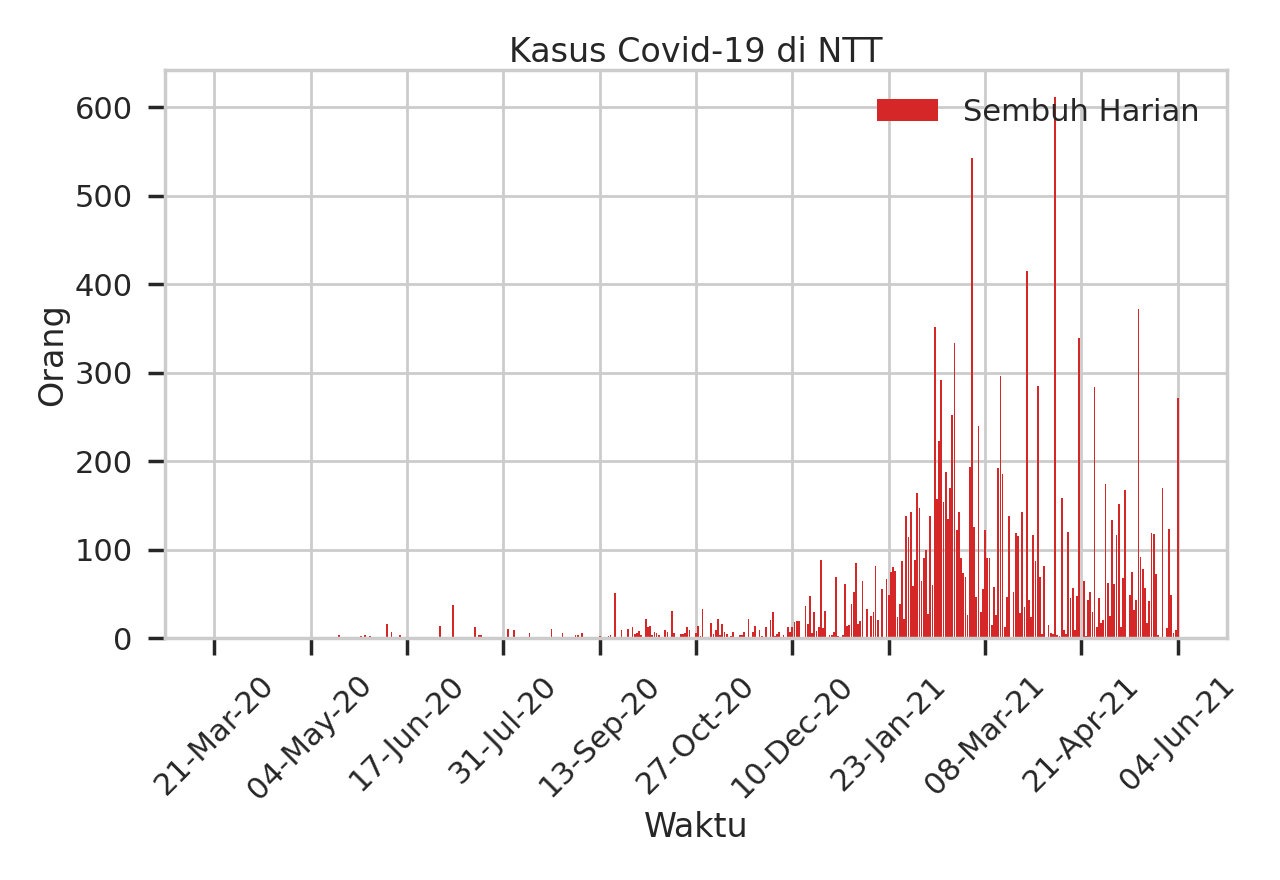 Kasus Covid-19 di NTT
Sembuh Harian
Orang
600
500
400
300
200
100
0
21-Mar-20
04-May-20
17-Jun-20
31-Jul-20
13-Sep-20
27-Oct-20
10-Dec-20
23-Jan-21
08-Mar-21
21-Apr-21
04-Jun-21
Waktu